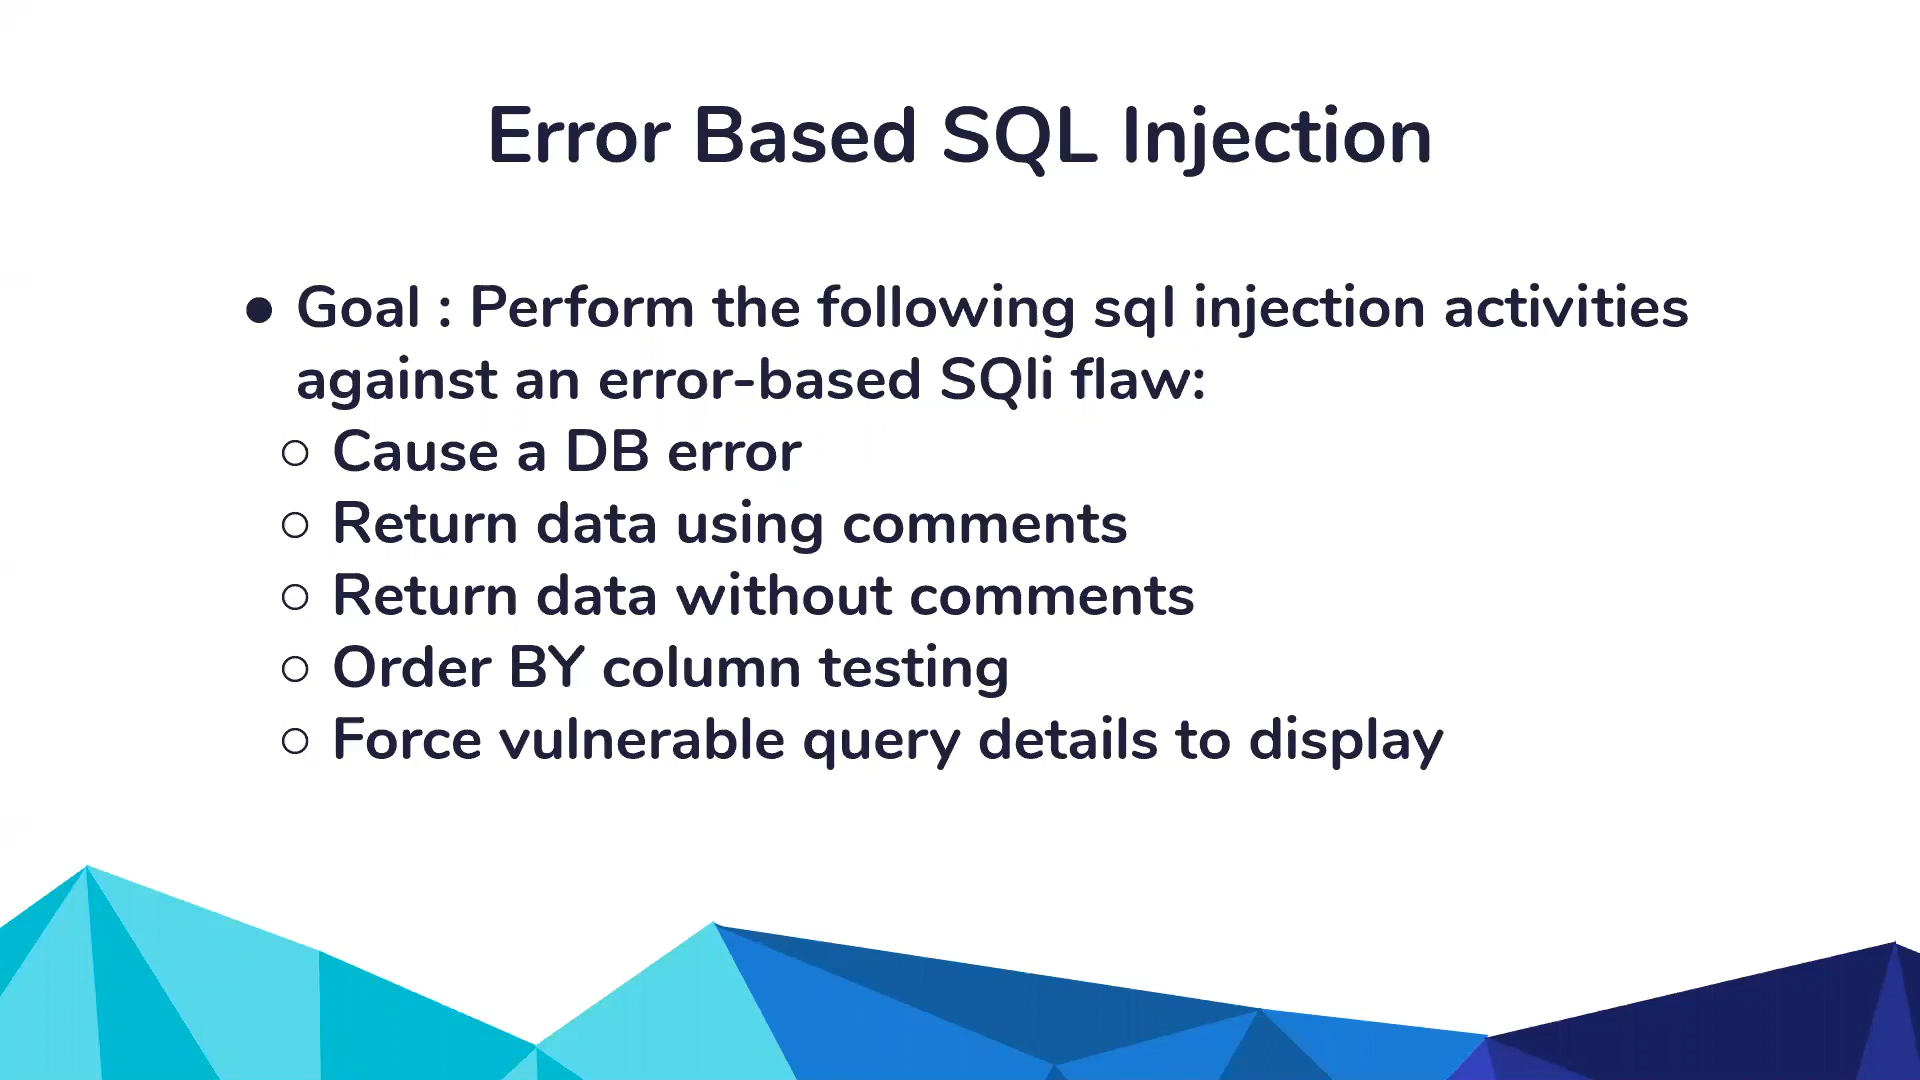 Error Based SQL Injection
● Goal : Perform the following sql injection activities
against an error-based SQli flaw:
○ Cause a DB error
○ Return data using comments
○ Return data without comments
○ Order BY column testing
○ Force vulnerable query details to display